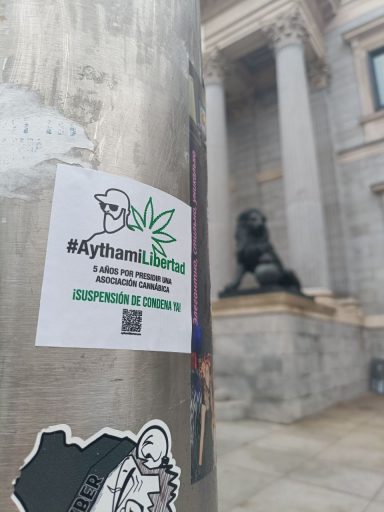 #AythamiLibertad
5 AÑOS POR PRESIDIR UNA
ASOCIACIÓN CANNÁBICA
¡SUSPENSIÓN DE CONDENA YA!